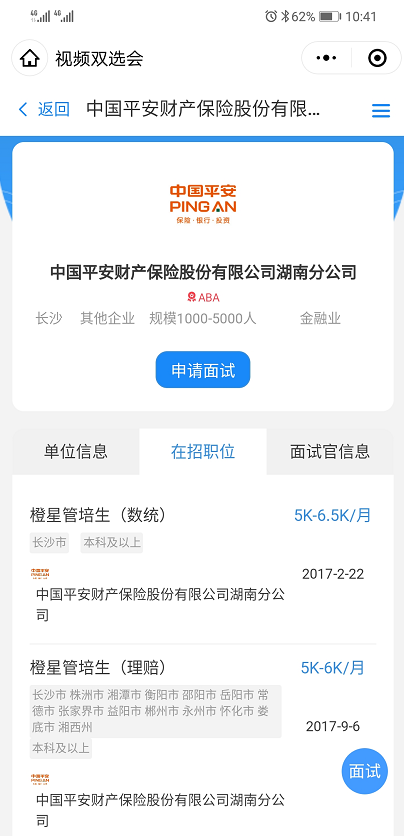 4G 4G 62% 10:41
视频双选会
返回 中国平安财产保险股份有限...
中国平安
PING AN
保险·银行·投资
中国平安财产保险股份有限公司湖南分公司
ABA
长沙 其他企业 规模1000-5000人 金融业
申请面试
单位信息 在招职位 面试官信息
橙星管培生（数统） 5K-6.5K/月
长沙市 本科及以上
中国平安
PING AN
2017-2-22
中国平安财产保险股份有限公司湖南分公
司
橙星管培生（理赔） 5K-6K/月
长沙市 株洲市 湘潭市 衡阳市 邵阳市 岳阳市 常
德市 张家界市 益阳市 郴州市 永州市 怀化市 娄
底市 湘西州
2017-9-6
本科及以上
面试
中国平安
PING AN
中国平安财产保险股份有限公司湖南分公
司